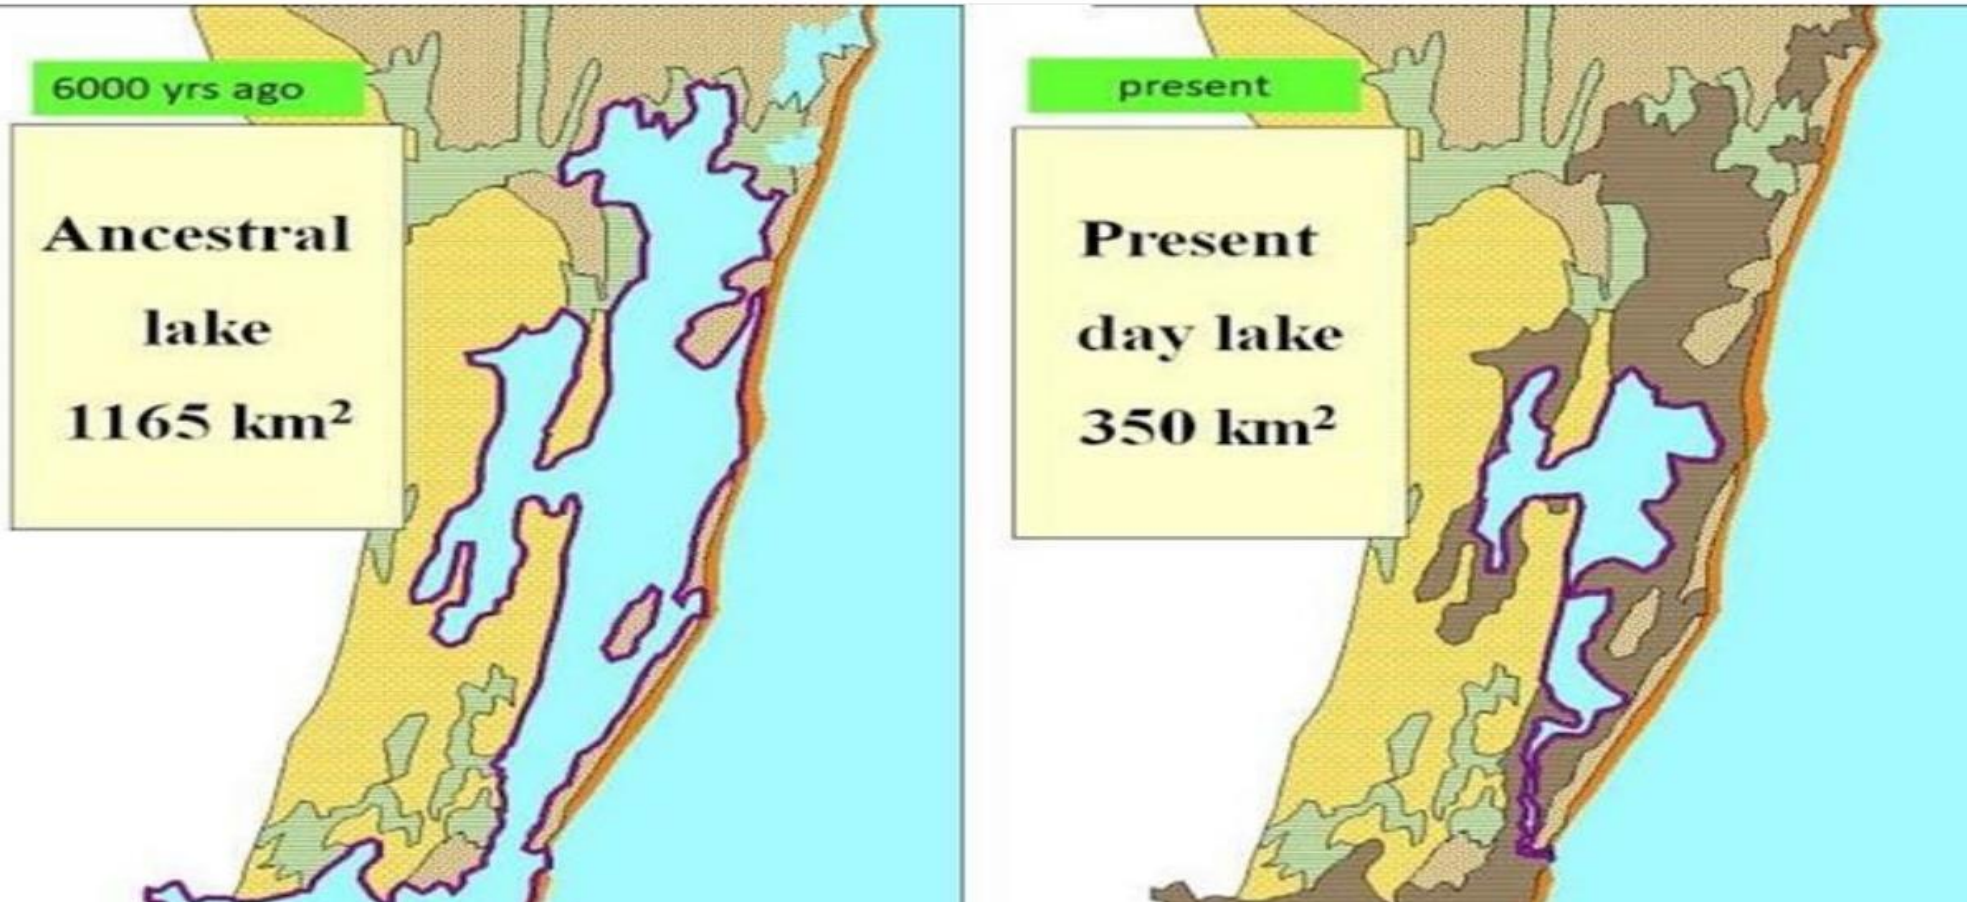 6000 yrs ago
Ancestral
lake
1165 km²
present
Present
day lake
350 km²